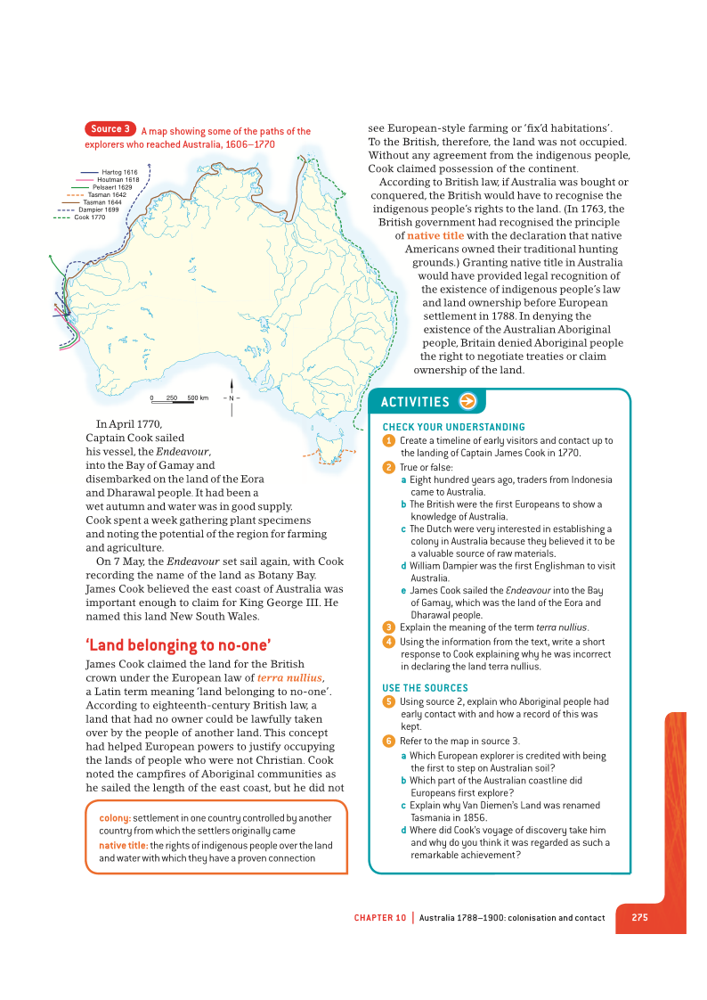 Source 3 A map showing some of the paths of the
explorers who reached Australia, 1606–1770
Hartog 1616
Houtman 1618
Pelsaert 1629
Tasman 1642
Tasman 1644
Dampier 1699
Cook 1770
0 250 500 km
N
In April 1770,
Captain Cook sailed
his vessel, the Endeavour,
into the Bay of Gamay and
disembarked on the land of the Eora
and Dharawal people. It had been a
wet autumn and water was in good supply.
Cook spent a week gathering plant specimens
and noting the potential of the region for farming
and agriculture.
On 7 May, the Endeavour set sail again, with Cook
recording the name of the land as Botany Bay.
James Cook believed the east coast of Australia was
important enough to claim for King George III. He
named this land New South Wales.
‘Land belonging to no-one’
James Cook claimed the land for the British
crown under the European law of terra nullius,
a Latin term meaning ‘land belonging to no-one’.
According to eighteenth-century British law, a
land that had no owner could be lawfully taken
over by the people of another land. This concept
had helped European powers to justify occupying
the lands of people who were not Christian. Cook
noted the campfires of Aboriginal communities as
he sailed the length of the east coast, but he did not
colony: settlement in one country controlled by another
country from which the settlers originally came
native title: the rights of indigenous people over the land
and water with which they have a proven connection
see European-style farming or ‘fix’d habitations’.
To the British, therefore, the land was not occupied.
Without any agreement from the indigenous people,
Cook claimed possession of the continent.
According to British law, if Australia was bought or
conquered, the British would have to recognise the
indigenous people’s rights to the land. (In 1763, the
British government had recognised the principle
of native title with the declaration that native
Americans owned their traditional hunting
grounds.) Granting native title in Australia
would have provided legal recognition of
the existence of indigenous people’s law
and land ownership before European
settlement in 1788. In denying the
existence of the Australian Aboriginal
people, Britain denied Aboriginal people
the right to negotiate treaties or claim
ownership of the land.
ACTIVITIES
CHECK YOUR UNDERSTANDING
1 Create a timeline of early visitors and contact up to
the landing of Captain James Cook in 1770.
2 True or false:
a Eight hundred years ago, traders from Indonesia
came to Australia.
b The British were the first Europeans to show a
knowledge of Australia.
c The Dutch were very interested in establishing a
colony in Australia because they believed it to be
a valuable source of raw materials.
d William Dampier was the first Englishman to visit
Australia.
e James Cook sailed the Endeavour into the Bay
of Gamay, which was the land of the Eora and
Dharawal people.
3 Explain the meaning of the term terra nullius.
4 Using the information from the text, write a short
response to Cook explaining why he was incorrect
in declaring the land terra nullius.
USE THE SOURCES
5 Using source 2, explain who Aboriginal people had
early contact with and how a record of this was
kept.
6 Refer to the map in source 3.
a Which European explorer is credited with being
the first to step on Australian soil?
b Which part of the Australian coastline did
Europeans first explore?
c Explain why Van Diemen’s Land was renamed
Tasmania in 1856.
d Where did Cook’s voyage of discovery take him
and why do you think it was regarded as such a
remarkable achievement?
CHAPTER 10 | Australia 1788–1900: colonisation and contact 275